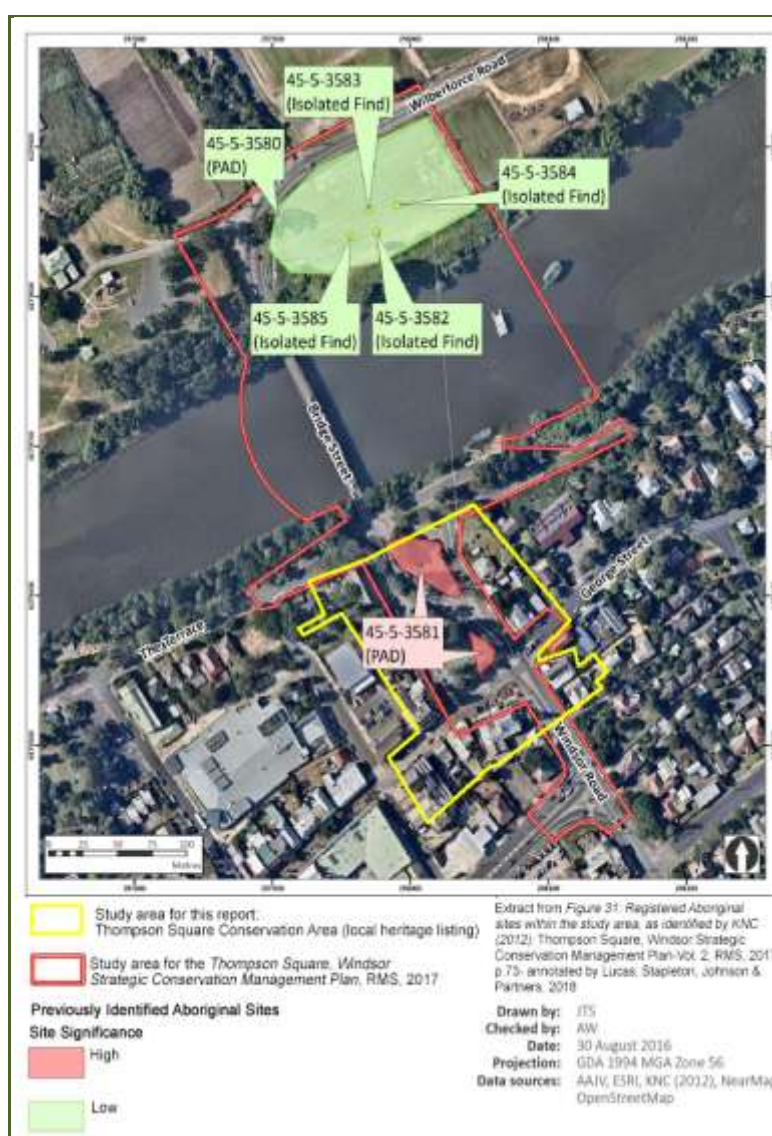 45-5-3583
(Isolated Find)
Wilberforce Road
45-5-3580
(PAD)
45-5-3584
(Isolated Find)
45-5-3585
(Isolated Find)
45-5-3582
(Isolated Find)
Bridge Street
George Street
The Terrace
45-5-3581
(PAD)
Windsor Road
0 25 50 75 100
Metres
Study area for this report:
Thompson Square Conservation Area (local heritage listing)
Study area for the Thompson Square, Windsor
Strategic Conservation Management Plan, RMS, 2017
Previously Identified Aboriginal Sites
Site Significance
High
Low
Extract from Figure 31: Registered Aboriginal
sites within the study area, as identified by KNC
(2012). Thompson Square, Windsor Strategic
Conservation Management Plan-Vol. 2, RMS, 2017
p.73- annotated by Lucas, Stapleton, Johnson &
Partners, 2018
Drawn by: JTS
Checked by: AW
Date: 30 August 2016
Projection: GDA 1994 MGA Zone 56
Data sources: AAJV, ESRI, KNC (2012), NearMap
OpenStreetMap